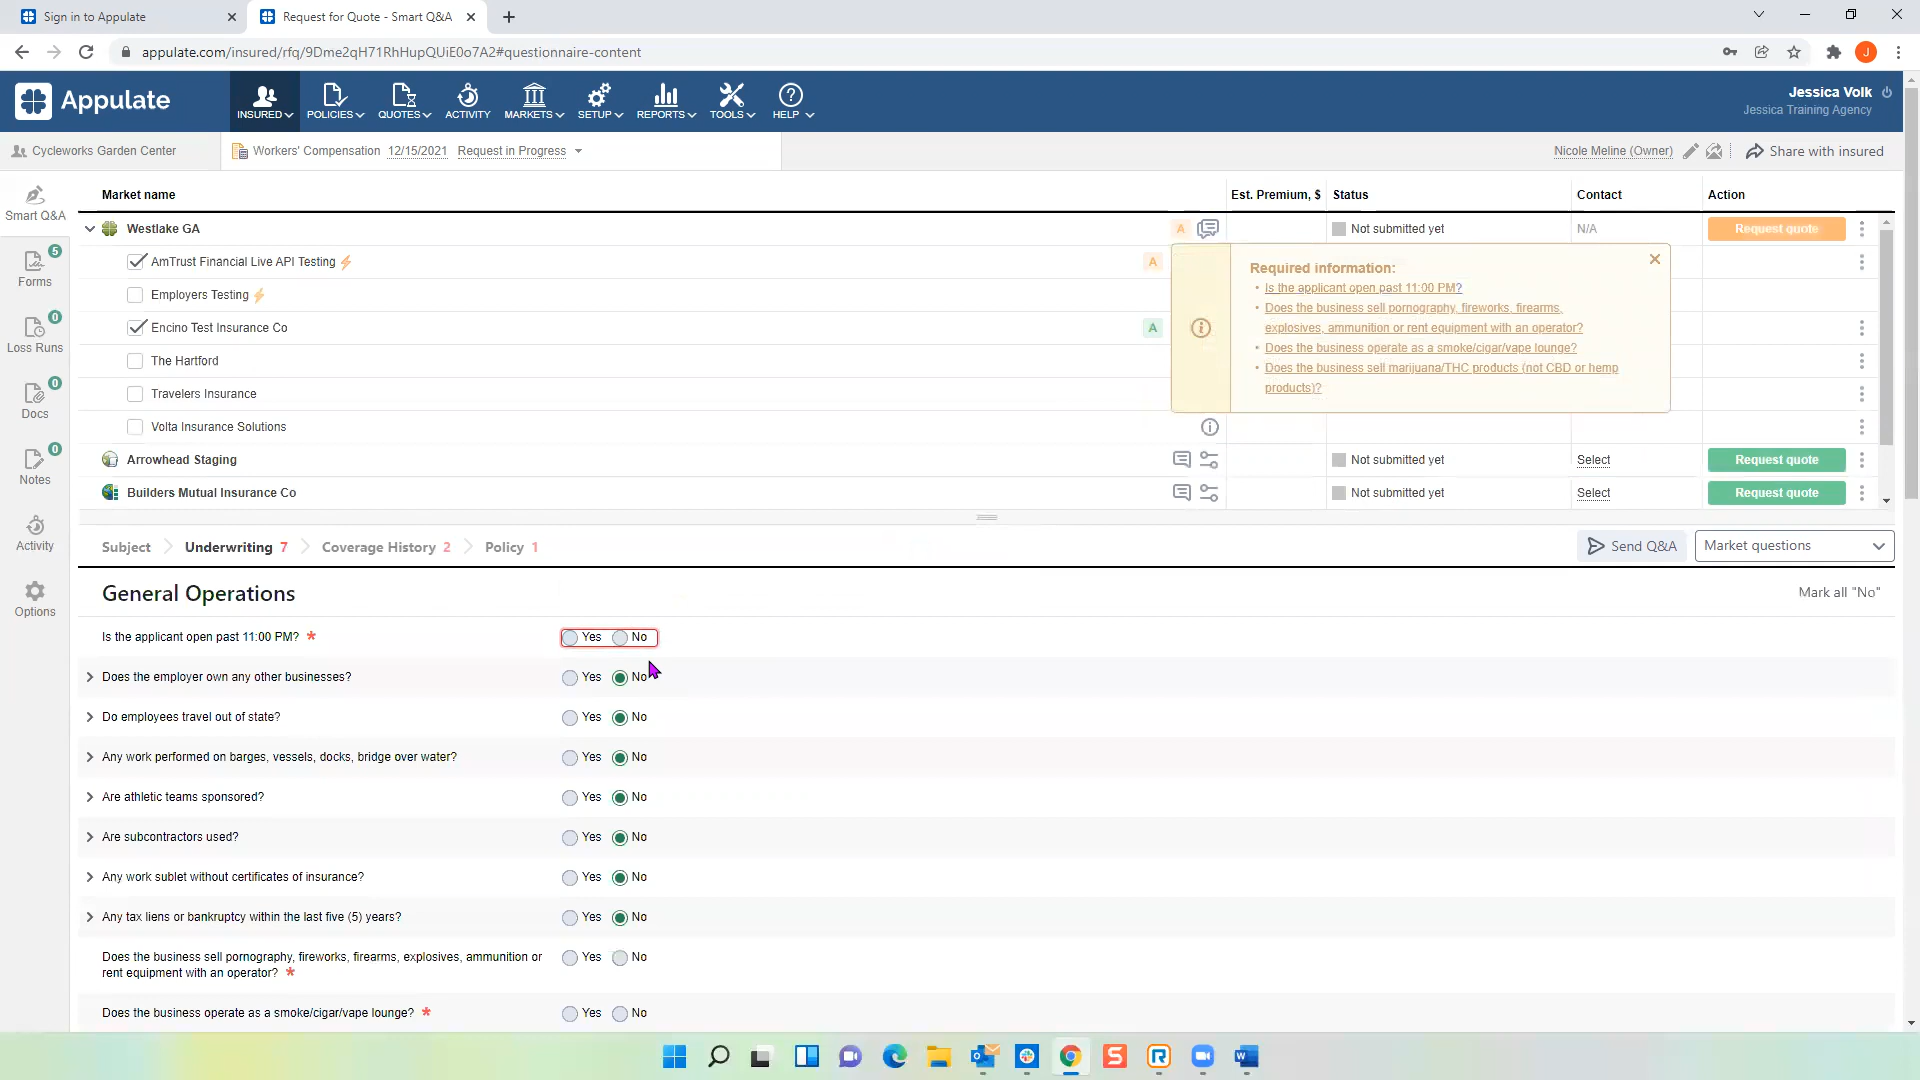 Sign in to Appulate
Request for Quote - Smart Q&A
appulate.com/insured/rfq/9Dme2qH71RhHupQUiE0o7A2#questionnaire-content
J
Appulate
INSURED
POLICIES
QUOTES
ACTIVITY
MARKETS
SETUP
REPORTS
TOOLS
HELP
Jessica Volk
Jessica Training Agency
Cycleworks Garden Center
Workers' Compensation 12/15/2021 Request in Progress
Nicole Meline (Owner)
Share with insured
Smart Q&A
5
Forms
0
Loss Runs
0
Docs
0
Notes
Activity
Options
Market name Est. Premium, $ Status Contact Action
Westlake GA A Not submitted yet N/A Request quote
AmTrust Financial Live API Testing A
Employers Testing
Encino Test Insurance Co A
The Hartford
Travelers Insurance
Volta Insurance Solutions
Arrowhead Staging Not submitted yet Select Request quote
Builders Mutual Insurance Co Not submitted yet Select Request quote
Required information:
• Is the applicant open past 11:00 PM?
• Does the business sell pornography, fireworks, firearms,
explosives, ammunition or rent equipment with an operator?
• Does the business operate as a smoke/cigar/vape lounge?
• Does the business sell marijuana/THC products (not CBD or hemp
products)?
Subject Underwriting 7 Coverage History 2 Policy 1
Send Q&A
Market questions
General Operations
Mark all "No"
Is the applicant open past 11:00 PM? * Yes No
Does the employer own any other businesses? Yes No
Do employees travel out of state? Yes No
Any work performed on barges, vessels, docks, bridge over water? Yes No
Are athletic teams sponsored? Yes No
Are subcontractors used? Yes No
Any work sublet without certificates of insurance? Yes No
Any tax liens or bankruptcy within the last five (5) years? Yes No
Does the business sell pornography, fireworks, firearms, explosives, ammunition or Yes No
rent equipment with an operator? *
Does the business operate as a smoke/cigar/vape lounge? * Yes No